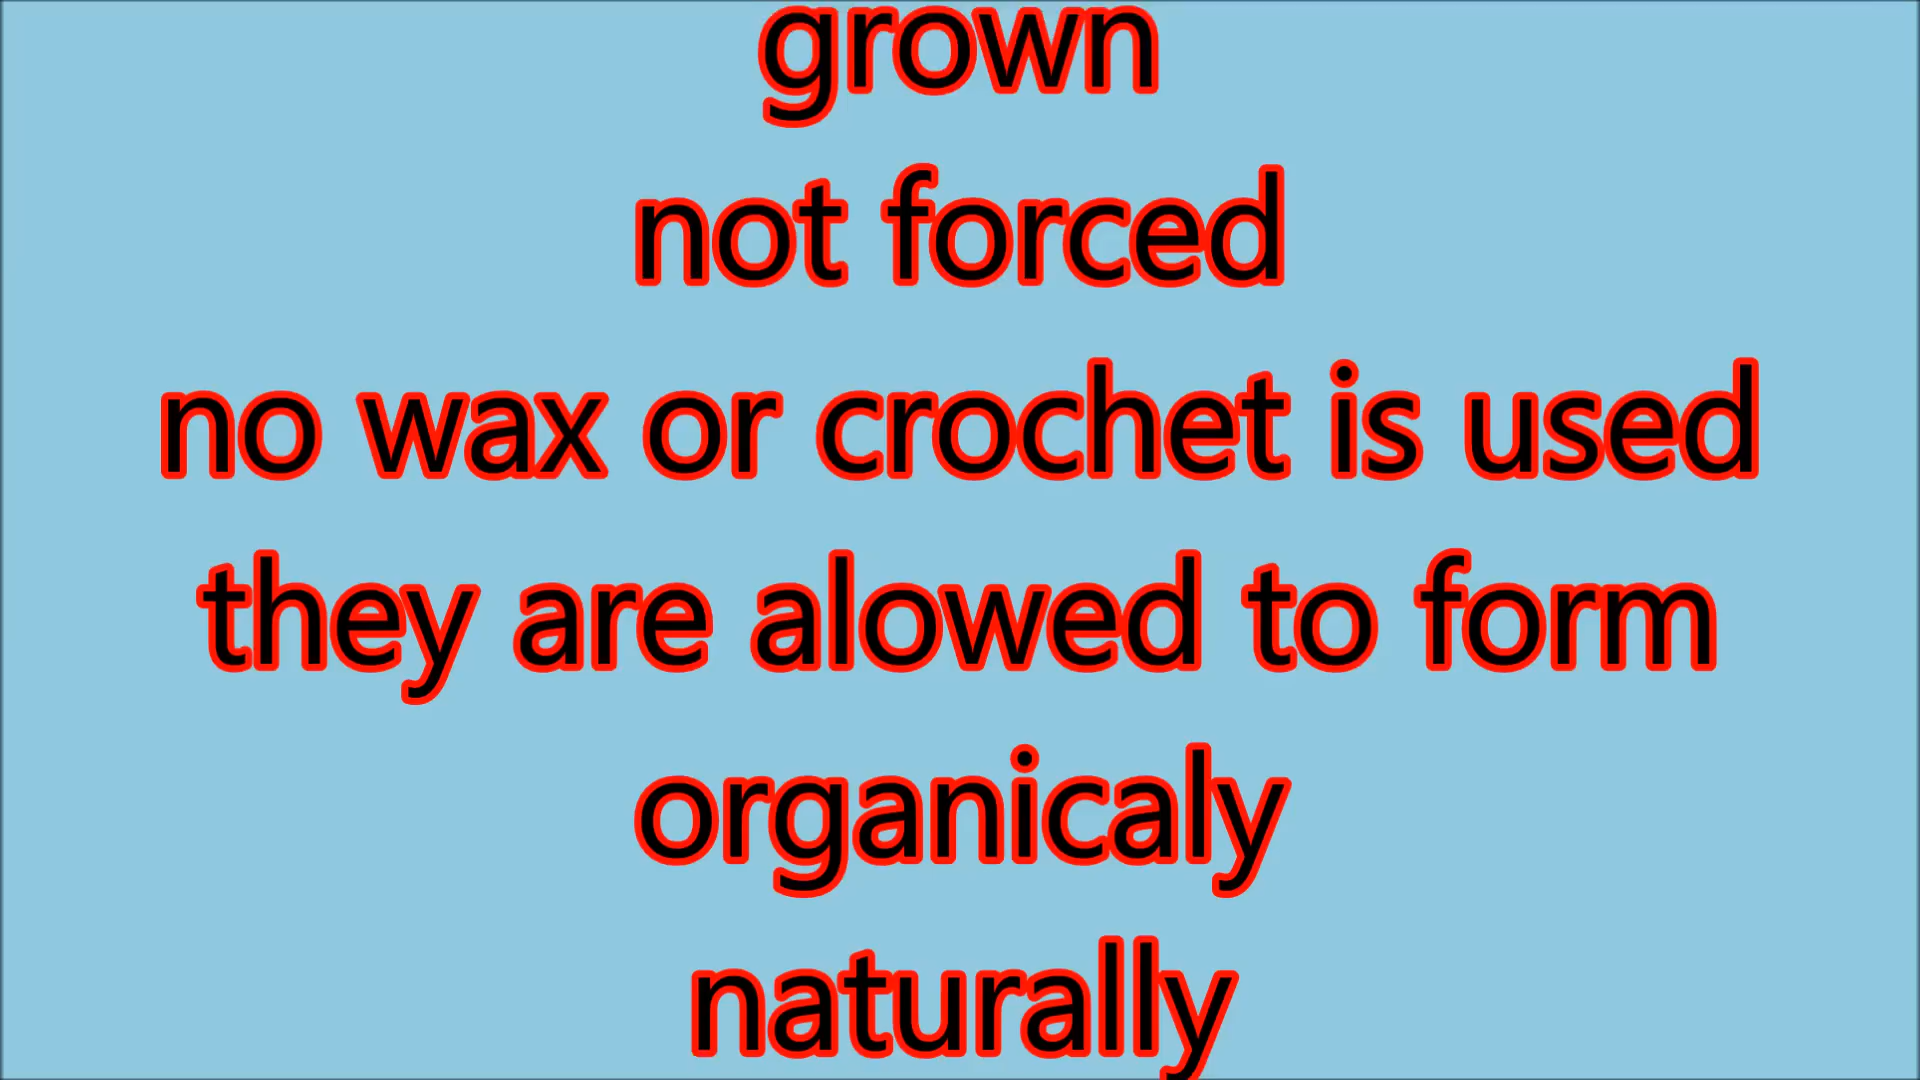 grown
not forced
no wax or crochet is used
they are alowed to form
organicaly
naturally